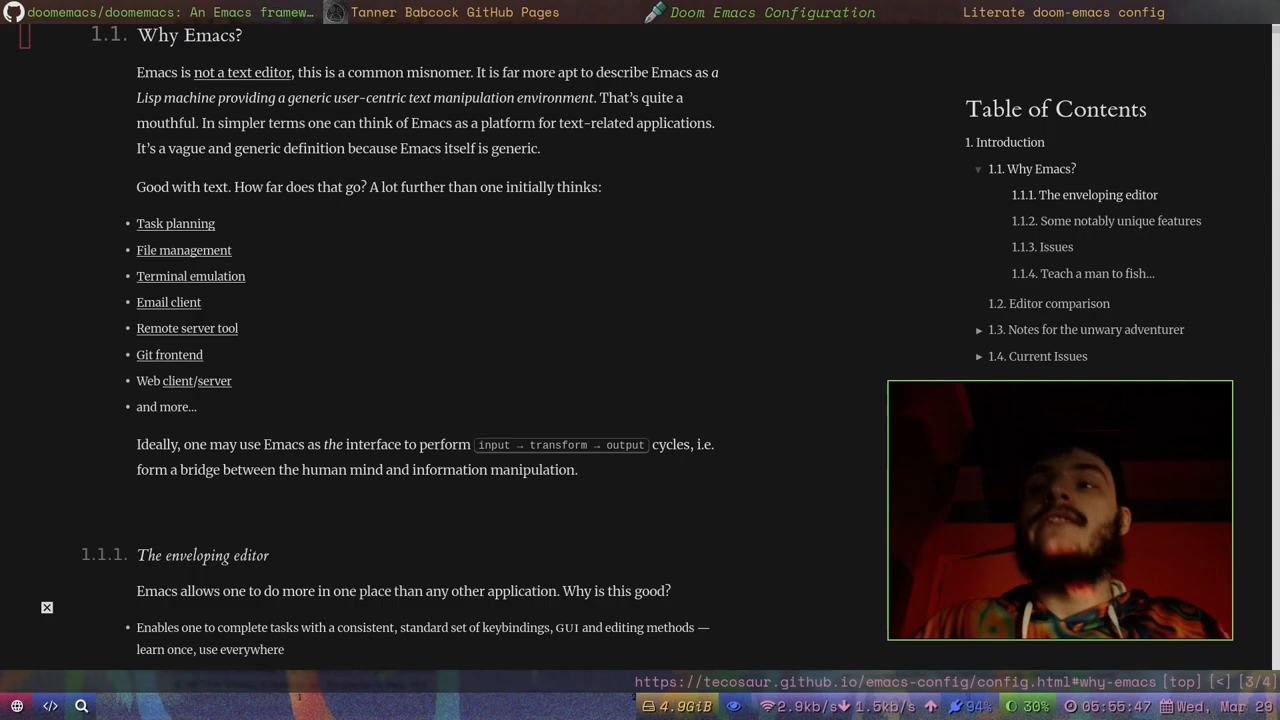 doomemacs/doomemacs: An Emacs framew… Tanner Babcock GitHub Pages Doom Emacs Configuration Literate doom-emacs config
1.1. Why Emacs?
Emacs is not a text editor, this is a common misnomer. It is far more apt to describe Emacs as a
Lisp machine providing a generic user-centric text manipulation environment. That’s quite a
mouthful. In simpler terms one can think of Emacs as a platform for text-related applications.
It’s a vague and generic definition because Emacs itself is generic.
Good with text. How far does that go? A lot further than one initially thinks:
• Task planning
• File management
• Terminal emulation
• Email client
• Remote server tool
• Git frontend
• Web client/server
• and more…
Ideally, one may use Emacs as the interface to perform input → transform → output cycles, i.e.
form a bridge between the human mind and information manipulation.
1.1.1. The enveloping editor
Emacs allows one to do more in one place than any other application. Why is this good?
• Enables one to complete tasks with a consistent, standard set of keybindings, GUI and editing methods —
learn once, use everywhere
Table of Contents
1. Introduction
1.1. Why Emacs?
1.1.1. The enveloping editor
1.1.2. Some notably unique features
1.1.3. Issues
1.1.4. Teach a man to fish…
1.2. Editor comparison
1.3. Notes for the unwary adventurer
1.4. Current Issues
https://tecosaur.github.io/emacs-config/config.html#why-emacs [top] [<] [3/4]
4.9GiB 2.9kb/s 1.5kb/s 94% 30% 05:55:47 Wed, Mar 29